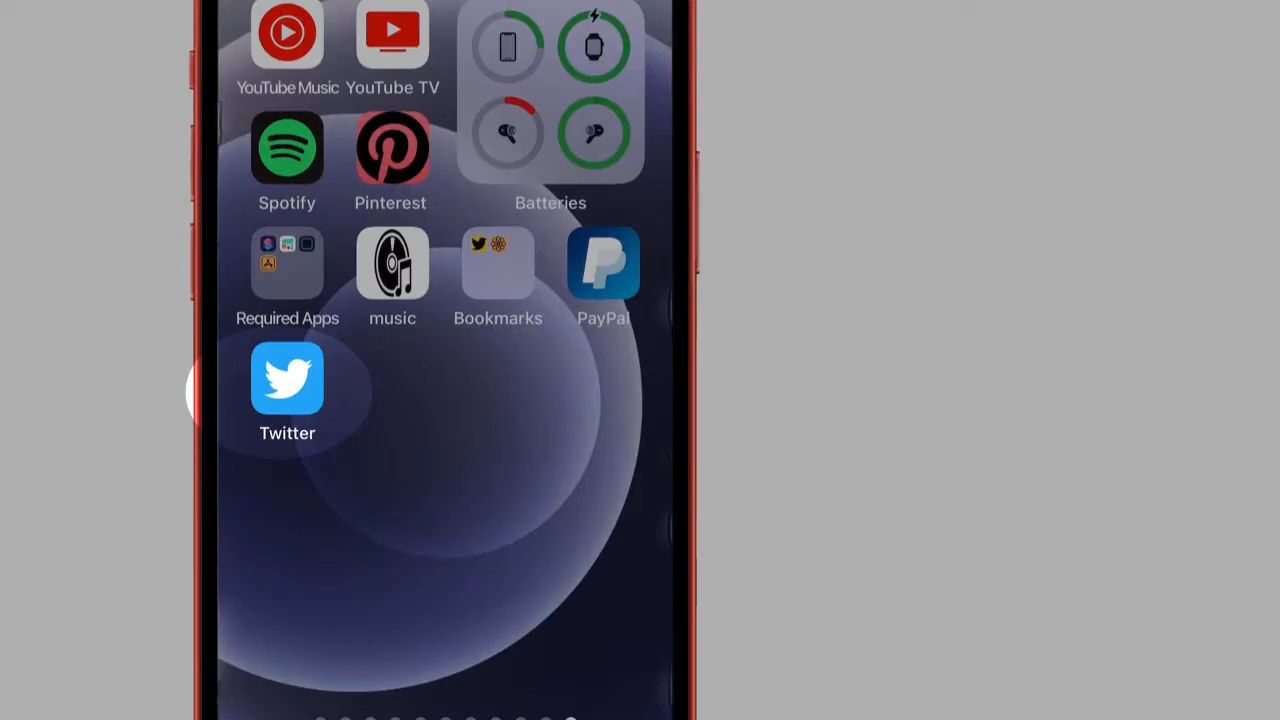 YouTube Music YouTube TV
Spotify Pinterest Batteries
Required Apps music Bookmarks PayPal
Twitter